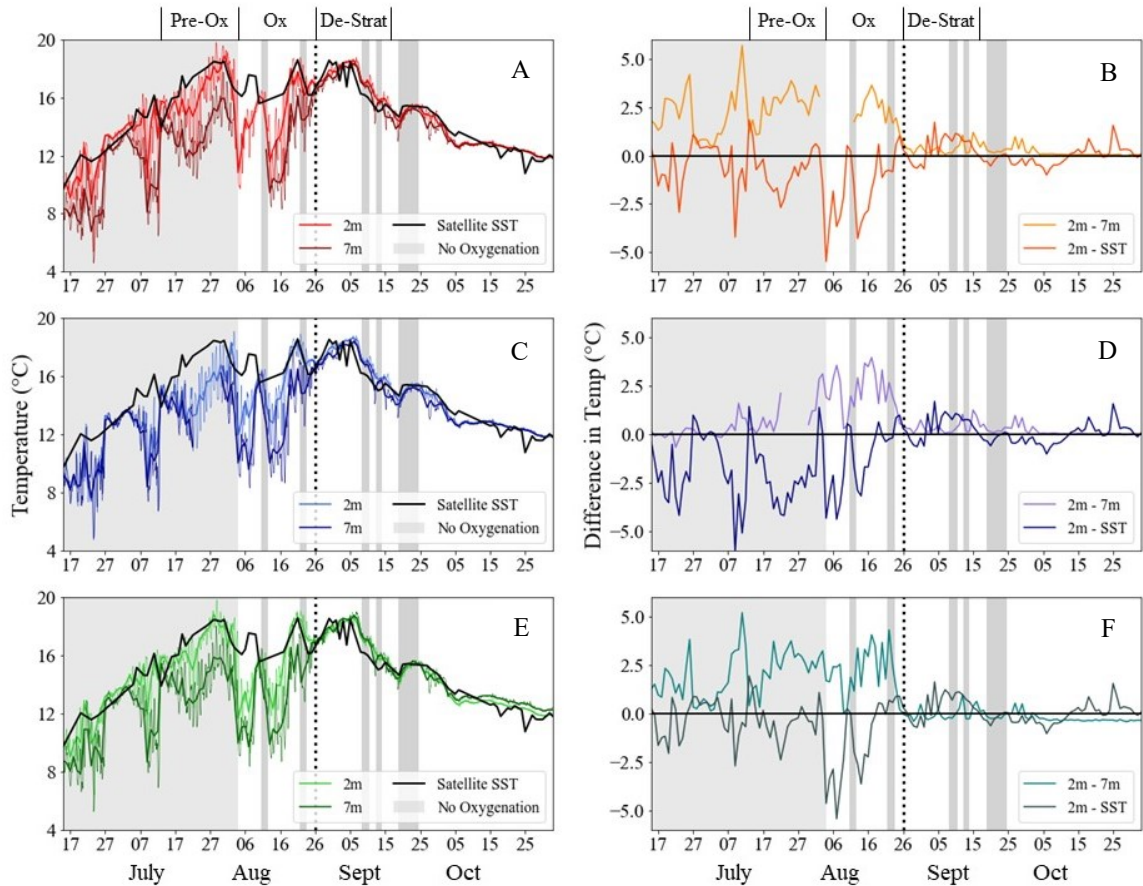 Pre-Ox Ox De-Strat Pre-Ox Ox De-Strat
20 A 5.0 B
16 2.5
12 0.0
8 2m Satellite SST -2.5 2m - 7m
7m No Oxygenation -5.0 2m - SST
4
17 27 07 17 27 06 16 26 05 15 25 05 15 25 17 27 07 17 27 06 16 26 05 15 25 05 15 25
20 C 5.0 D
16 2.5
12 0.0
8 2m Satellite SST -2.5 2m - 7m
7m No Oxygenation -5.0 2m - SST
4
Temperature (°C) Difference in Temp (°C)
17 27 07 17 27 06 16 26 05 15 25 05 15 25 17 27 07 17 27 06 16 26 05 15 25 05 15 25
20 E 5.0 F
16 2.5
12 0.0
8 2m Satellite SST -2.5 2m - 7m
7m No Oxygenation -5.0 2m - SST
4
17 27 07 17 27 06 16 26 05 15 25 05 15 25 17 27 07 17 27 06 16 26 05 15 25 05 15 25
July Aug Sept Oct July Aug Sept Oct